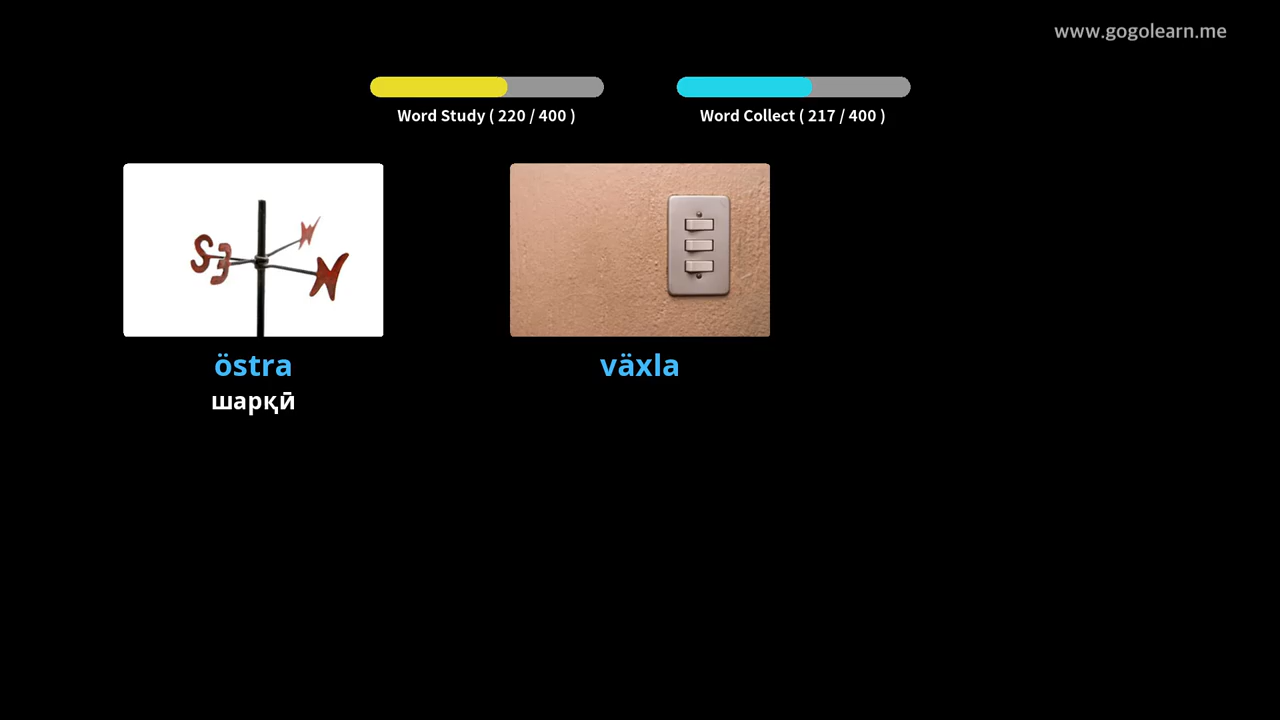 www.gogolearn.me
Word Study ( 220 / 400 )
Word Collect ( 217 / 400 )
östra
växla
шарқӣ